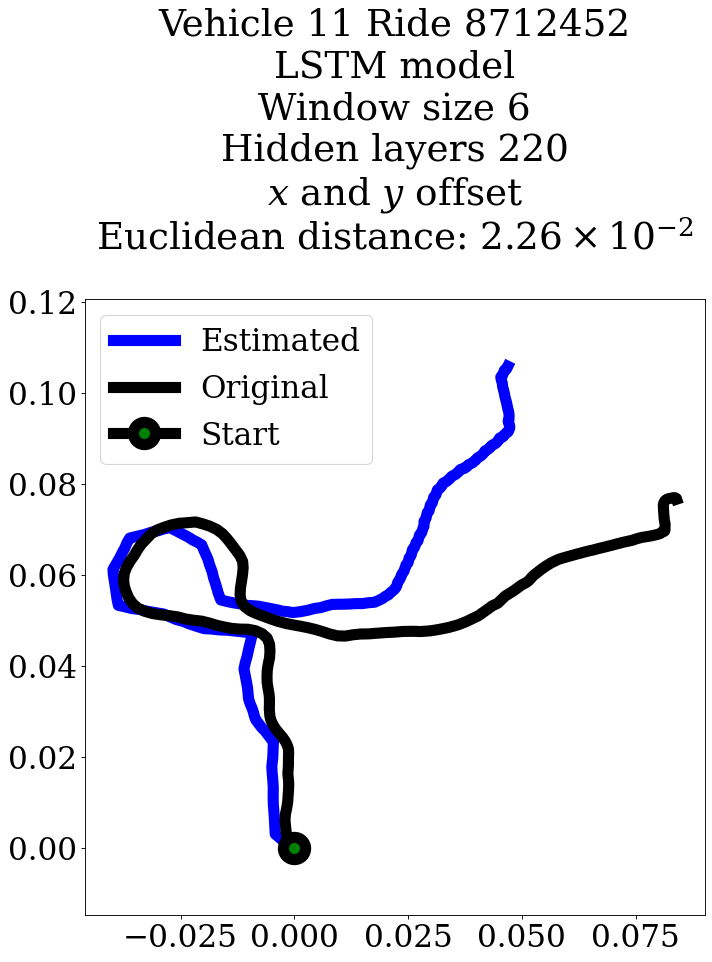 Vehicle 11 Ride 8712452
LSTM model
Window size 6
Hidden layers 220
x and y offset
Euclidean distance: 2.26 × 10⁻²
0.12
0.10
0.08
0.06
0.04
0.02
0.00
Estimated
Original
Start
−0.025 0.000 0.025 0.050 0.075